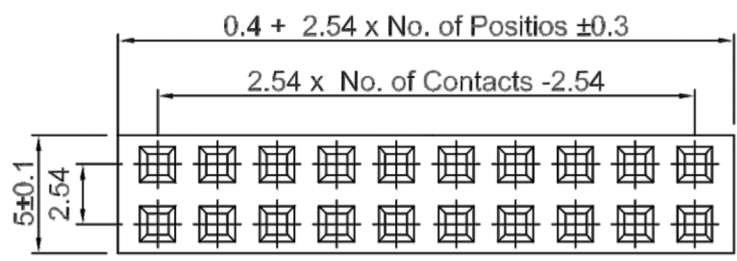 0.4 + 2.54 x No. of Positios ±0.3
2.54 x No. of Contacts -2.54
5±0.1
2.54